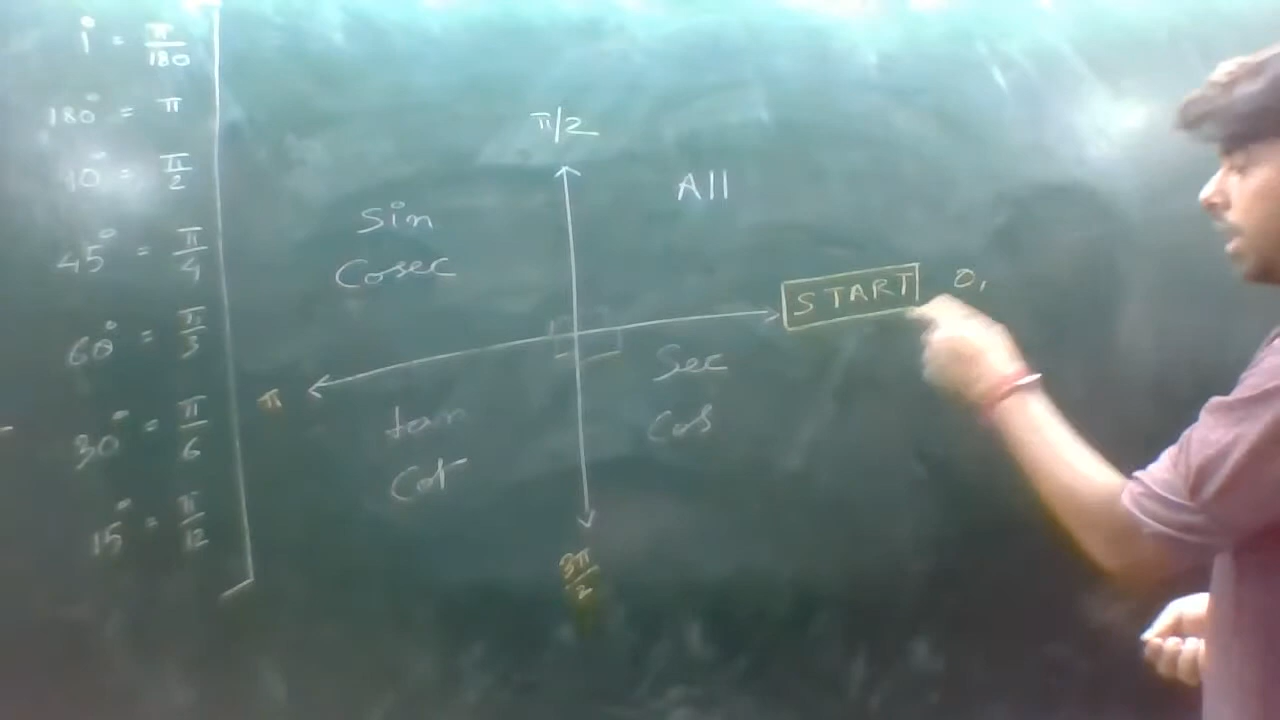 1° = π/180
180° = π
90° = π/2
45° = π/4
60° = π/3
30° = π/6
15° = π/12
π/2
All
Sin
Cosec
START 0,
π
Sec
Cos
tan
Cot
3π/2